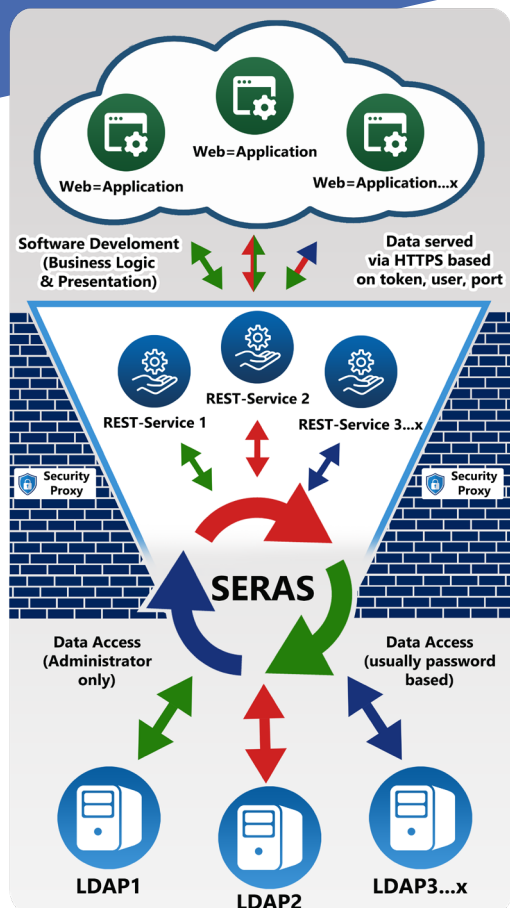 Web=Application
Web=Application
Web=Application...x
Software Develoment
(Business Logic
& Presentation)
Data served
via HTTPS based
on token, user, port
REST-Service 1
REST-Service 2
REST-Service 3...x
Security
Proxy
Security
Proxy
SERAS
Data Access
(Administrator
only)
Data Access
(usually password
based)
LDAP1
LDAP2
LDAP3...x